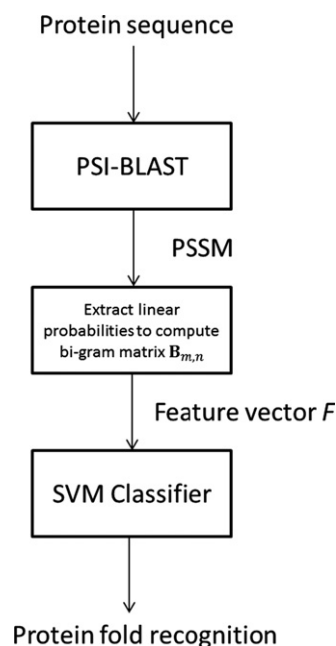 Protein sequence
PSI-BLAST
PSSM
Extract linear
probabilities to compute
bi-gram matrix B_{m,n}
Feature vector F
SVM Classifier
Protein fold recognition